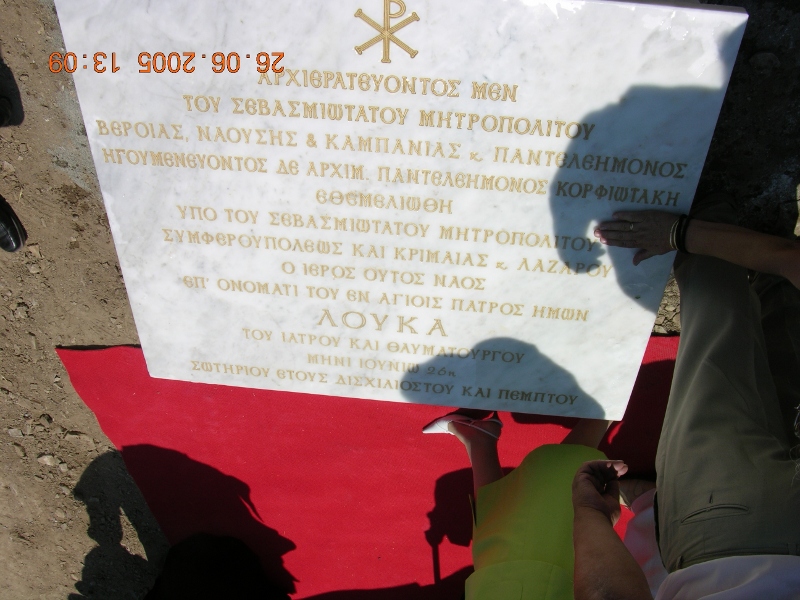 26.06.2005 13:09
ΑΡΧΙΕΡΑΤΕΥΟΝΤΟΣ ΜΕΝ
ΤΟΥ ΣΕΒΑΣΜΙΩΤΑΤΟΥ ΜΗΤΡΟΠΟΛΙΤΟΥ
ΒΕΡΟΙΑΣ, ΝΑΟΥΣΗΣ & ΚΑΜΠΑΝΙΑΣ κ. ΠΑΝΤΕΛΕΗΜΟΝΟΣ
ΗΓΟΥΜΕΝΕΥΟΝΤΟΣ ΔΕ ΑΡΧΙΜ. ΠΑΝΤΕΛΕΗΜΟΝΟΣ ΚΟΡΦΙΩΤΑΚΗ
ΕΘΕΜΕΛΙΩΘΗ
ΥΠΟ ΤΟΥ ΣΕΒΑΣΜΙΩΤΑΤΟΥ ΜΗΤΡΟΠΟΛΙΤΟΥ
ΣΥΜΦΕΡΟΥΠΟΛΕΩΣ ΚΑΙ ΚΡΙΜΑΙΑΣ κ. ΛΑΖΑΡΟΥ
Ο ΙΕΡΟΣ ΟΥΤΟΣ ΝΑΟΣ
ΕΠ' ΟΝΟΜΑΤΙ ΤΟΥ ΕΝ ΑΓΙΟΙΣ ΠΑΤΡΟΣ ΗΜΩΝ
ΛΟΥΚΑ
ΤΟΥ ΙΑΤΡΟΥ ΚΑΙ ΘΑΥΜΑΤΟΥΡΓΟΥ
ΜΗΝΙ ΙΟΥΝΙΩ 26η
ΣΩΤΗΡΙΟΥ ΕΤΟΥΣ ΔΙΣΧΙΛΙΟΣΤΟΥ ΚΑΙ ΠΕΜΠΤΟΥ